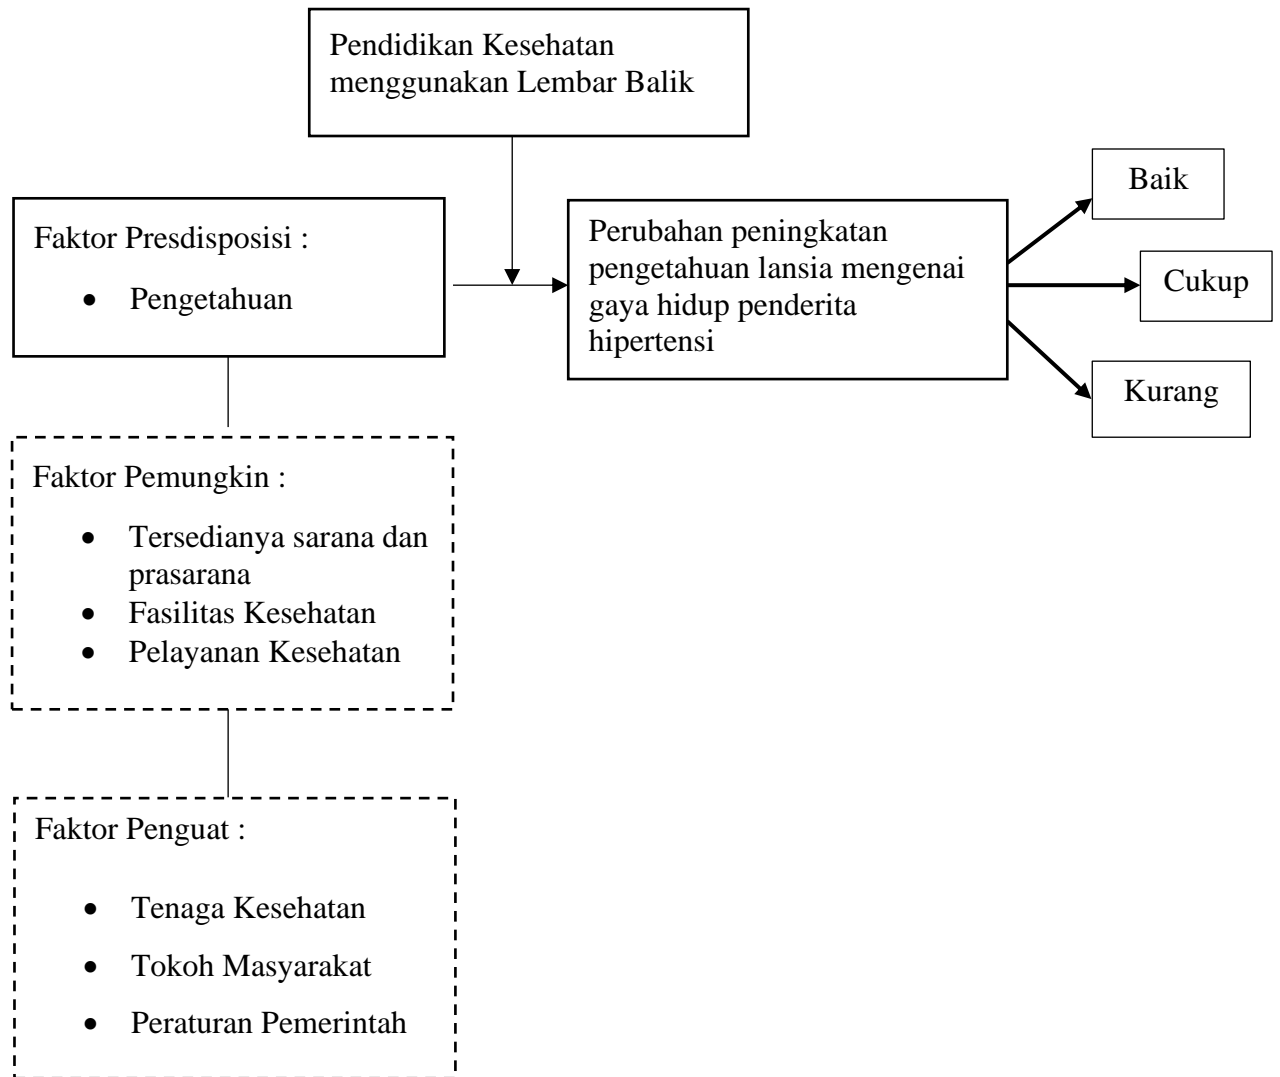 Pendidikan Kesehatan
menggunakan Lembar Balik
Faktor Presdisposisi :
• Pengetahuan
Perubahan peningkatan
pengetahuan lansia mengenai
gaya hidup penderita
hipertensi
Baik
Cukup
Kurang
Faktor Pemungkin :
• Tersedianya sarana dan
prasarana
• Fasilitas Kesehatan
• Pelayanan Kesehatan
Faktor Penguat :
• Tenaga Kesehatan
• Tokoh Masyarakat
• Peraturan Pemerintah